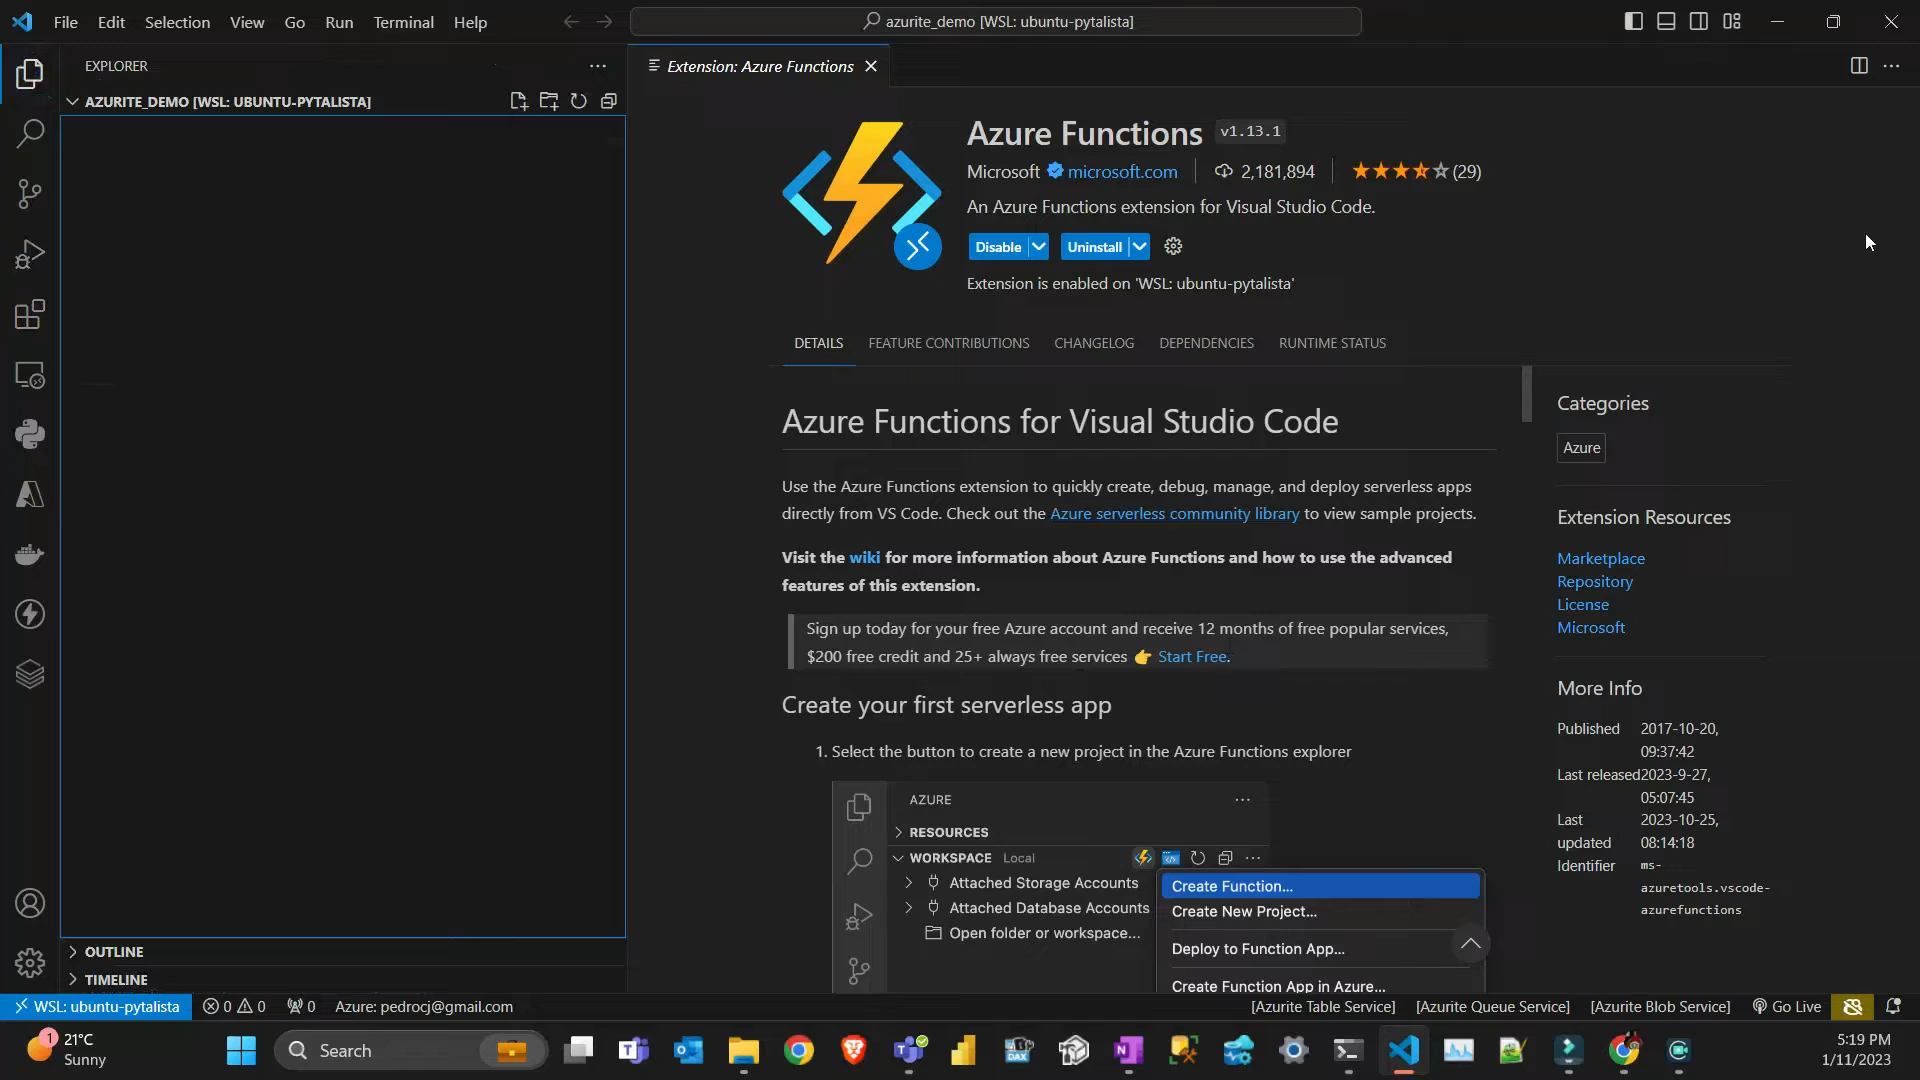 File Edit Selection View Go Run Terminal Help
azurite_demo [WSL: ubuntu-pytalista]
EXPLORER
AZURITE_DEMO [WSL: UBUNTU-PYTALISTA]
Extension: Azure Functions
Azure Functions v1.13.1
Microsoft microsoft.com 2,181,894 (29)
An Azure Functions extension for Visual Studio Code.
Disable Uninstall
Extension is enabled on 'WSL: ubuntu-pytalista'
DETAILS FEATURE CONTRIBUTIONS CHANGELOG DEPENDENCIES RUNTIME STATUS
Azure Functions for Visual Studio Code
Use the Azure Functions extension to quickly create, debug, manage, and deploy serverless apps
directly from VS Code. Check out the Azure serverless community library to view sample projects.
Visit the wiki for more information about Azure Functions and how to use the advanced
features of this extension.
Sign up today for your free Azure account and receive 12 months of free popular services,
$200 free credit and 25+ always free services 👉 Start Free.
Create your first serverless app
1. Select the button to create a new project in the Azure Functions explorer
AZURE
RESOURCES
WORKSPACE Local
Attached Storage Accounts
Attached Database Accounts
Open folder or workspace...
Create Function...
Create New Project...
Deploy to Function App...
Create Function App in Azure...
Categories
Azure
Extension Resources
Marketplace
Repository
License
Microsoft
More Info
Published 2017-10-20,
09:37:42
Last released 2023-9-27,
05:07:45
Last 2023-10-25,
updated 08:14:18
Identifier ms-
azuretools.vscode-
azurefunctions
OUTLINE
TIMELINE
WSL: ubuntu-pytalista 0 0 0 Azure: pedrocj@gmail.com [Azurite Table Service] [Azurite Queue Service] [Azurite Blob Service] Go Live
1 21°C
Sunny
Search
DAX
5:19 PM
1/11/2023